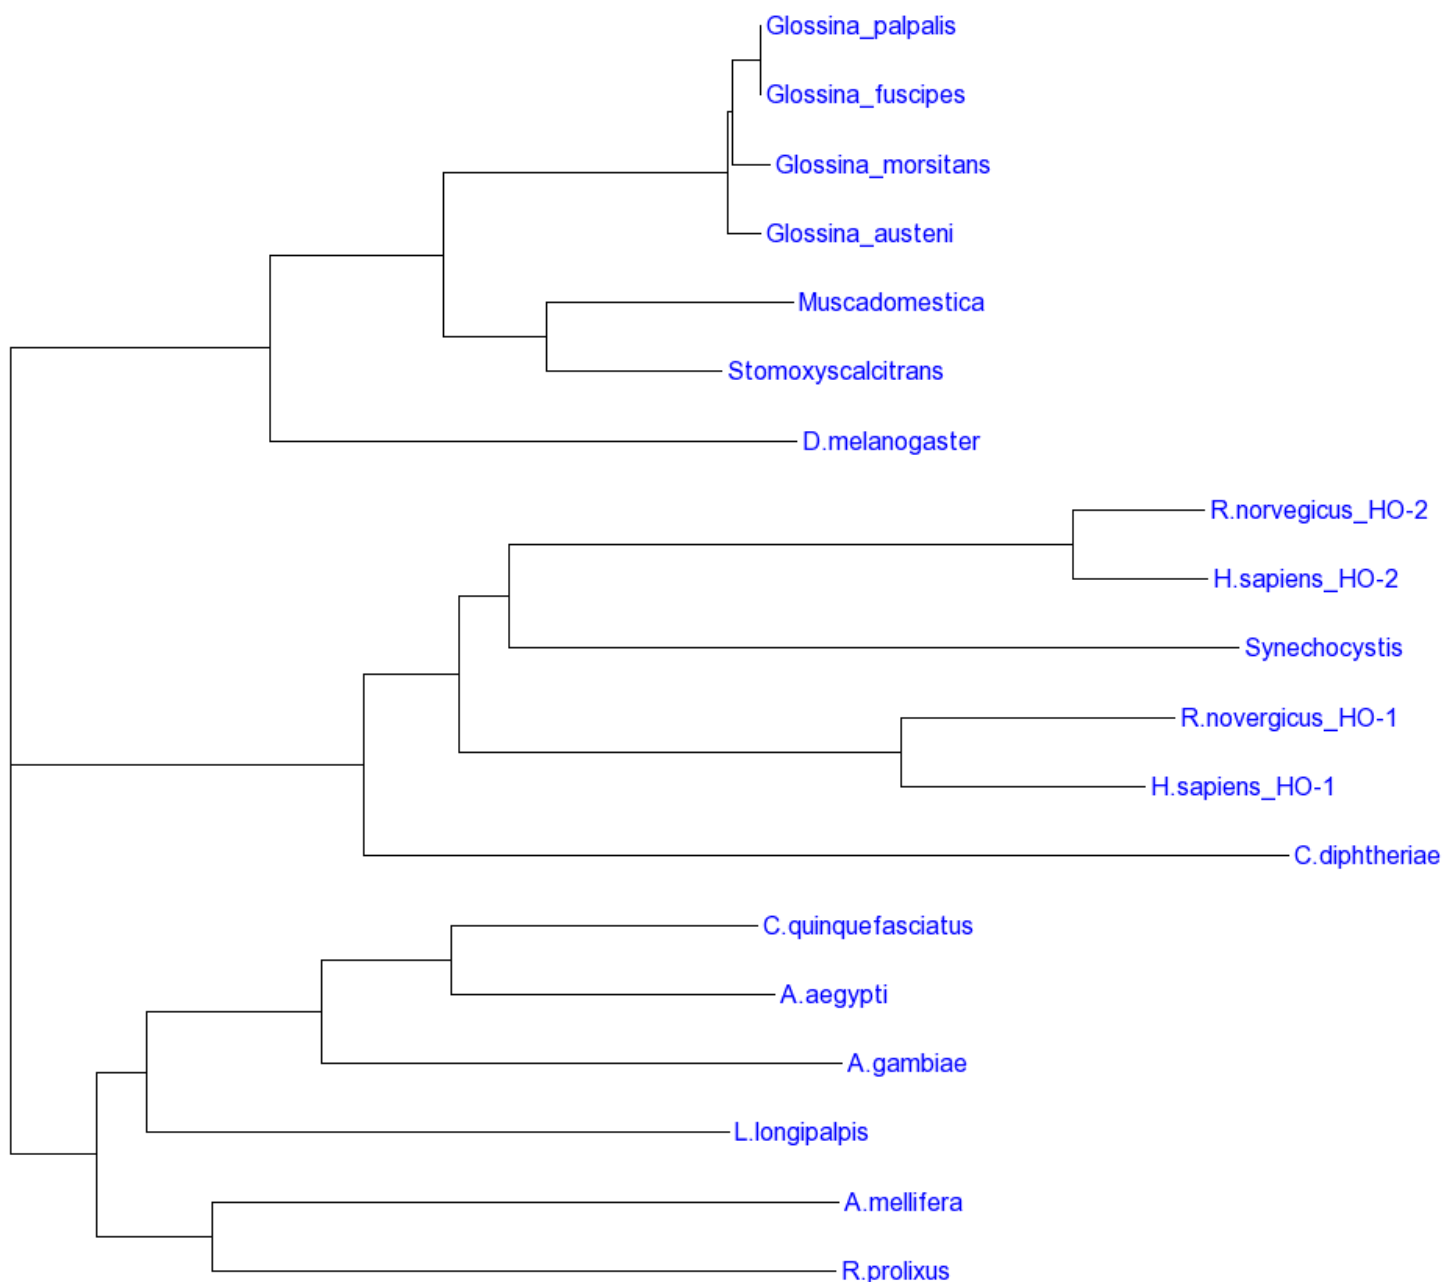 Glossina_palpalis
Glossina_fuscipes
Glossina_morsitans
Glossina_austeni
Muscadomestica
Stomoxyscalcitrans
D.melanogaster
R.norvegicus_HO-2
H.sapiens_HO-2
Synechocystis
R.novergicus_HO-1
H.sapiens_HO-1
C.diphtheriae
C.quinquefasciatus
A.aegypti
A.gambiae
L.longipalpis
A.mellifera
R.prolixus